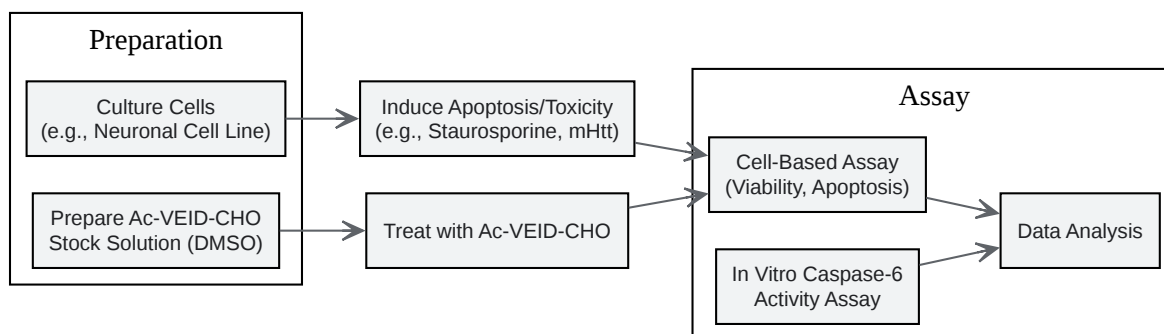 Preparation
Culture Cells
(e.g., Neuronal Cell Line)
Prepare Ac-VEID-CHO
Stock Solution (DMSO)
Induce Apoptosis/Toxicity
(e.g., Staurosporine, mHtt)
Treat with Ac-VEID-CHO
Assay
Cell-Based Assay
(Viability, Apoptosis)
In Vitro Caspase-6
Activity Assay
Data Analysis